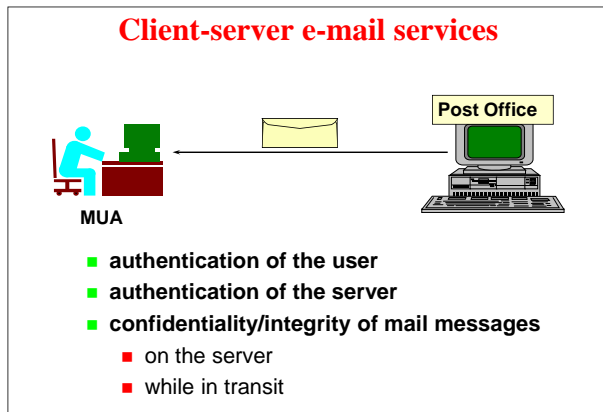 Client-server e-mail services
Post Office
MUA
authentication of the user
authentication of the server
confidentiality/integrity of mail messages
on the server
while in transit